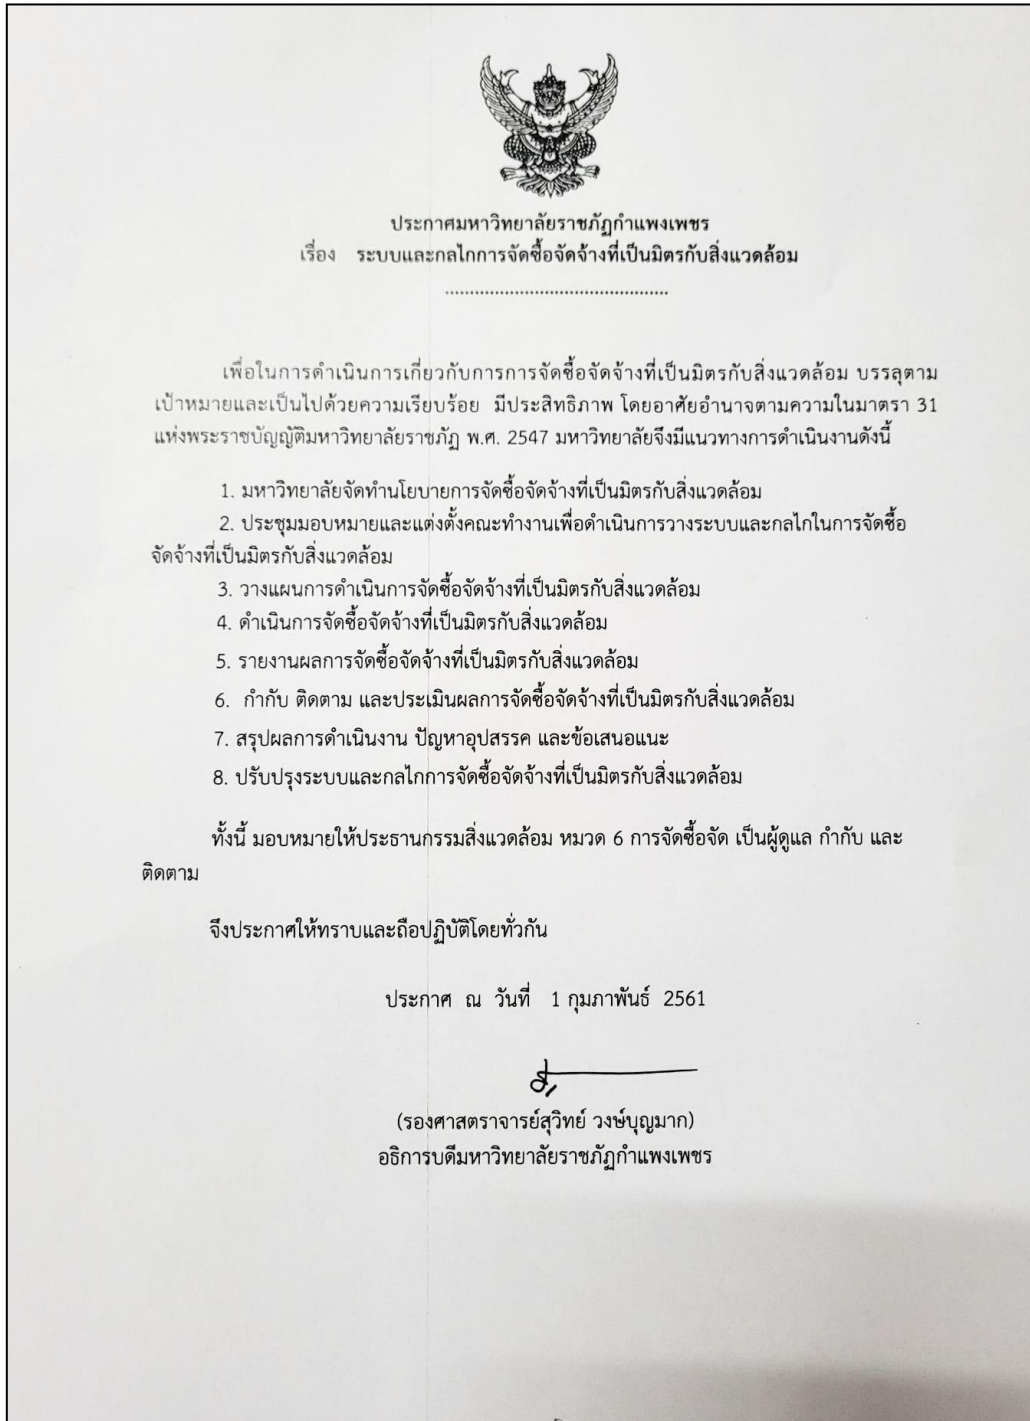 ประกาศมหาวิทยาลัยราชภัฏกำแพงเพชร
เรื่อง ระบบและกลไกการจัดซื้อจัดจ้างที่เป็นมิตรกับสิ่งแวดล้อม
.............................................
เพื่อในการดำเนินการเกี่ยวกับการการจัดซื้อจัดจ้างที่เป็นมิตรกับสิ่งแวดล้อม บรรลุตาม
เป้าหมายและเป็นไปด้วยความเรียบร้อย มีประสิทธิภาพ โดยอาศัยอำนาจตามความในมาตรา 31
แห่งพระราชบัญญัติมหาวิทยาลัยราชภัฏ พ.ศ. 2547 มหาวิทยาลัยจึงมีแนวทางการดำเนินงานดังนี้
1. มหาวิทยาลัยจัดทำนโยบายการจัดซื้อจัดจ้างที่เป็นมิตรกับสิ่งแวดล้อม
2. ประชุมมอบหมายและแต่งตั้งคณะทำงานเพื่อดำเนินการวางระบบและกลไกในการจัดซื้อ
จัดจ้างที่เป็นมิตรกับสิ่งแวดล้อม
3. วางแผนการดำเนินการจัดซื้อจัดจ้างที่เป็นมิตรกับสิ่งแวดล้อม
4. ดำเนินการจัดซื้อจัดจ้างที่เป็นมิตรกับสิ่งแวดล้อม
5. รายงานผลการจัดซื้อจัดจ้างที่เป็นมิตรกับสิ่งแวดล้อม
6. กำกับ ติดตาม และประเมินผลการจัดซื้อจัดจ้างที่เป็นมิตรกับสิ่งแวดล้อม
7. สรุปผลการดำเนินงาน ปัญหาอุปสรรค และข้อเสนอแนะ
8. ปรับปรุงระบบและกลไกการจัดซื้อจัดจ้างที่เป็นมิตรกับสิ่งแวดล้อม
ทั้งนี้ มอบหมายให้ประธานกรรมสิ่งแวดล้อม หมวด 6 การจัดซื้อจัด เป็นผู้ดูแล กำกับ และ
ติดตาม
จึงประกาศให้ทราบและถือปฏิบัติโดยทั่วกัน
ประกาศ ณ วันที่ 1 กุมภาพันธ์ 2561
(รองศาสตราจารย์สุวิทย์ วงษ์บุญมาก)
อธิการบดีมหาวิทยาลัยราชภัฏกำแพงเพชร